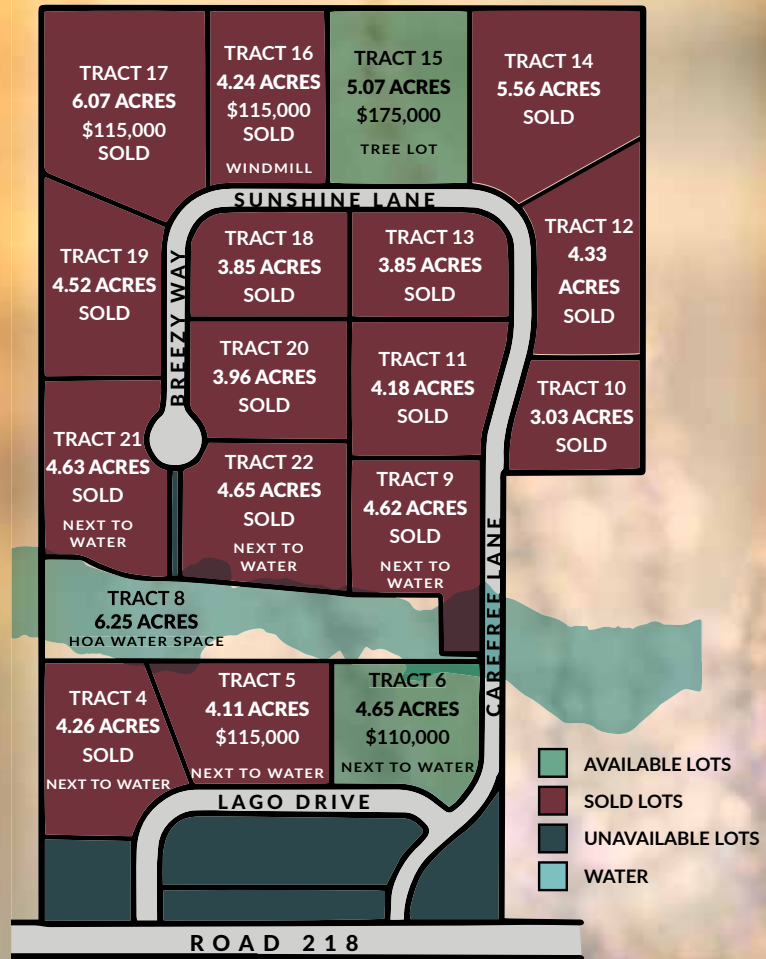 TRACT 17
6.07 ACRES
$115,000
SOLD
TRACT 16
4.24 ACRES
$115,000
SOLD
WINDMILL
TRACT 15
5.07 ACRES
$175,000
TREE LOT
TRACT 14
5.56 ACRES
SOLD
SUNSHINE LANE
TRACT 12
4.33
ACRES
SOLD
TRACT 19
4.52 ACRES
SOLD
BREEZY WAY
TRACT 18
3.85 ACRES
SOLD
TRACT 13
3.85 ACRES
SOLD
TRACT 20
3.96 ACRES
SOLD
TRACT 11
4.18 ACRES
SOLD
TRACT 10
3.03 ACRES
SOLD
TRACT 21
4.63 ACRES
SOLD
NEXT TO
WATER
TRACT 22
4.65 ACRES
SOLD
NEXT TO
WATER
TRACT 9
4.62 ACRES
SOLD
NEXT TO
WATER
CAREFREE LANE
TRACT 8
6.25 ACRES
HOA WATER SPACE
TRACT 4
4.26 ACRES
SOLD
NEXT TO WATER
TRACT 5
4.11 ACRES
$115,000
NEXT TO WATER
TRACT 6
4.65 ACRES
$110,000
NEXT TO WATER
LAGO DRIVE
AVAILABLE LOTS
SOLD LOTS
UNAVAILABLE LOTS
WATER
ROAD 218